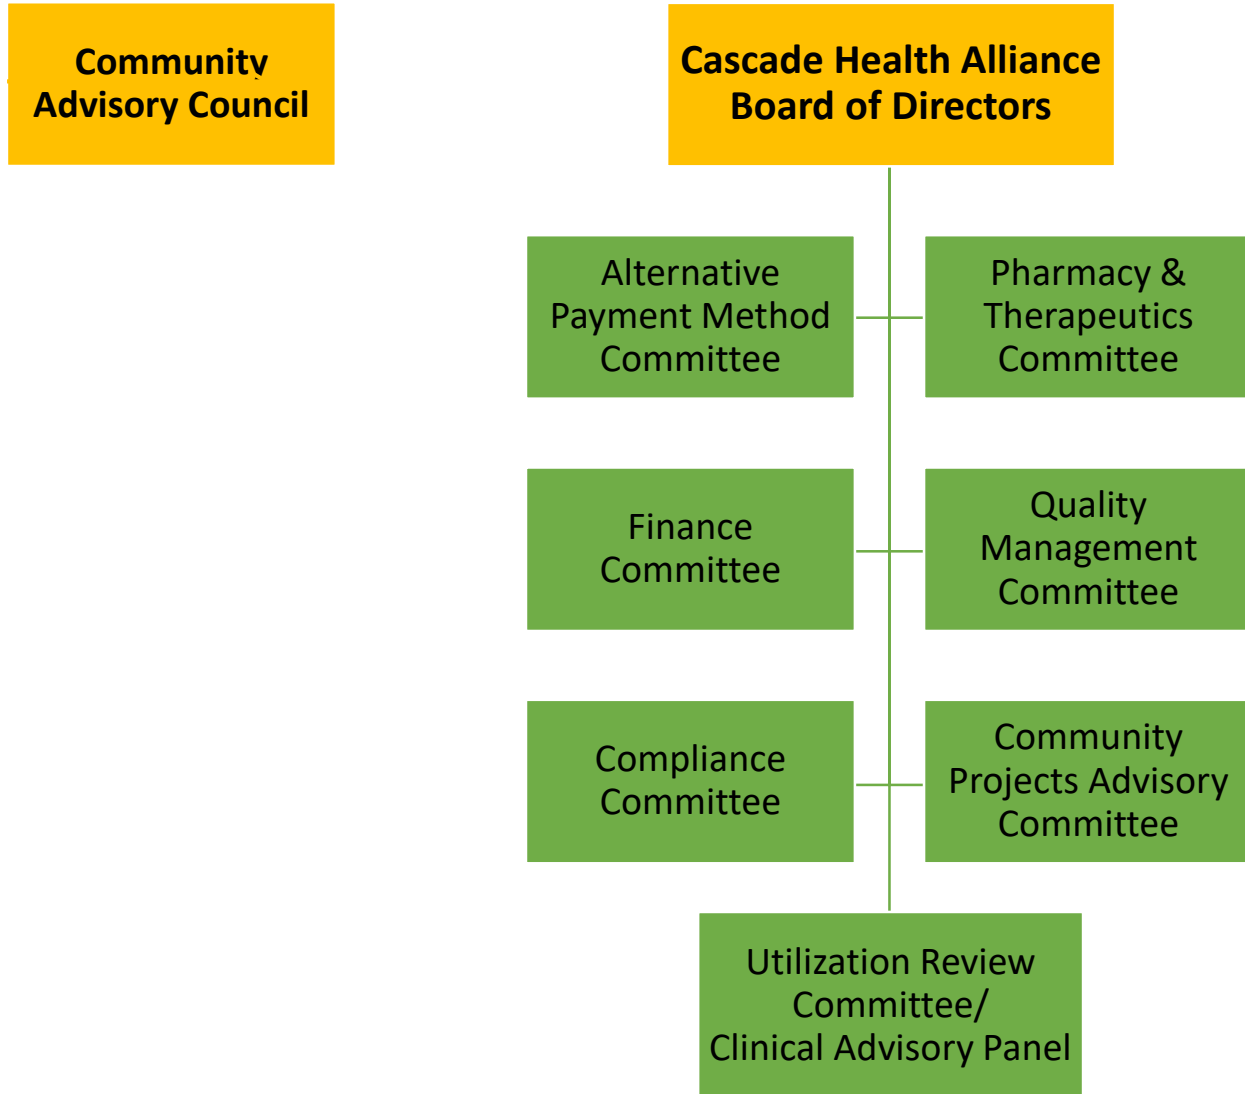 Community
Advisory Council
Cascade Health Alliance
Board of Directors
Alternative
Payment Method
Committee
Pharmacy &
Therapeutics
Committee
Finance
Committee
Quality
Management
Committee
Compliance
Committee
Community
Projects Advisory
Committee
Utilization Review
Committee/
Clinical Advisory Panel